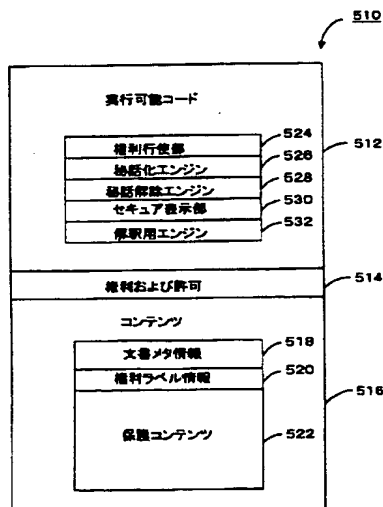 510
実行可能コード
権利行使部
524
512
秘話化エンジン
526
秘話解除エンジン
528
セキュア表示部
530
解釈用エンジン
532
権利および許可
514
コンテンツ
文書メタ情報
518
権利ラベル情報
520
516
保護コンテンツ
522